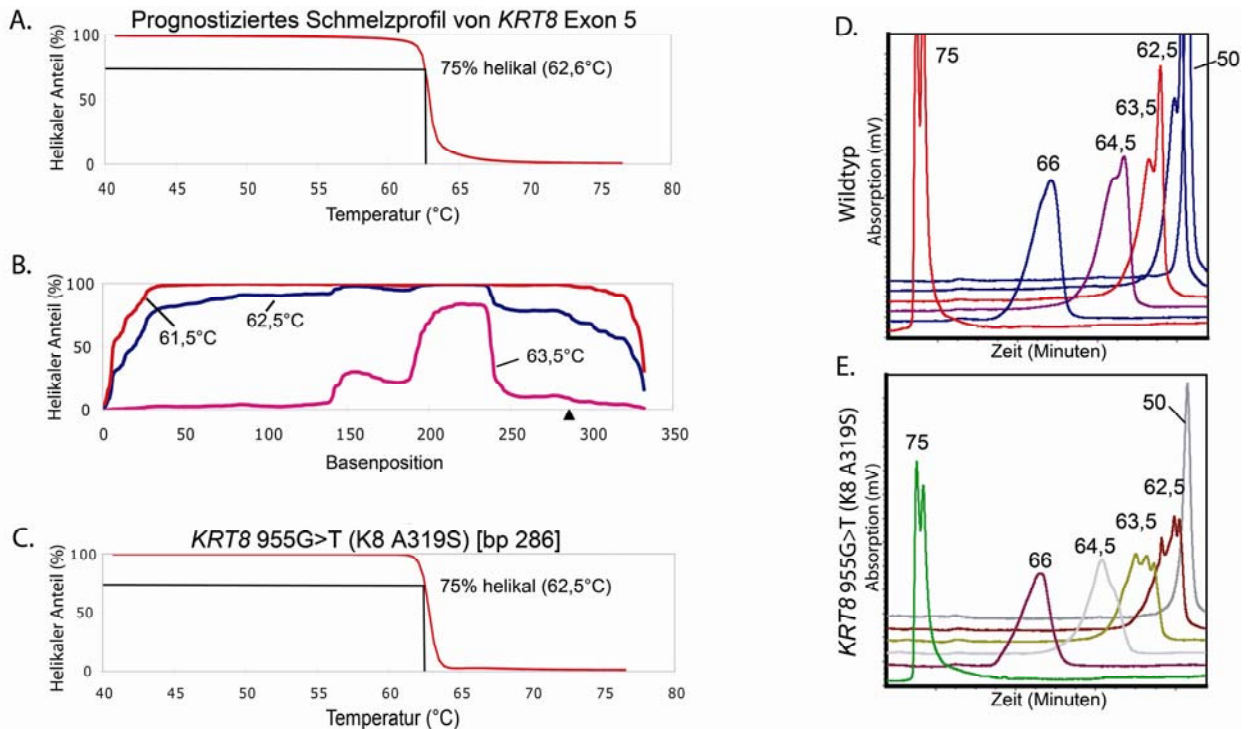 A.
Prognostiziertes Schmelzprofil von KRT8 Exon 5
Helikaler Anteil (%)
100
50
0
75% helikal (62,6°C)
40 45 50 55 60 65 70 75 80
Temperatur (°C)
B.
Helikaler Anteil (%)
100
50
0
61,5°C
62,5°C
63,5°C
0 50 100 150 200 250 300 350
Basenposition
C.
KRT8 955G>T (K8 A319S) [bp 286]
Helikaler Anteil (%)
100
50
0
75% helikal (62,5°C)
40 45 50 55 60 65 70 75 80
Temperatur (°C)
D.
Wildtyp
Absorption (mV)
75
66
64,5
63,5
62,5
50
Zeit (Minuten)
E.
KRT8 955G>T (K8 A319S)
Absorption (mV)
75
66
64,5
63,5
62,5
50
Zeit (Minuten)